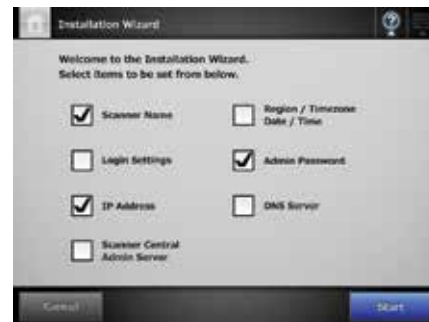 Installation Wizard
Welcome to the Installation Wizard.
Select items to be set from below.
Scanner Name
Region / Timezone
Date / Time
Login Settings
Admin Password
IP Address
DNS Server
Scanner Central
Admin Server
Cancel
Start